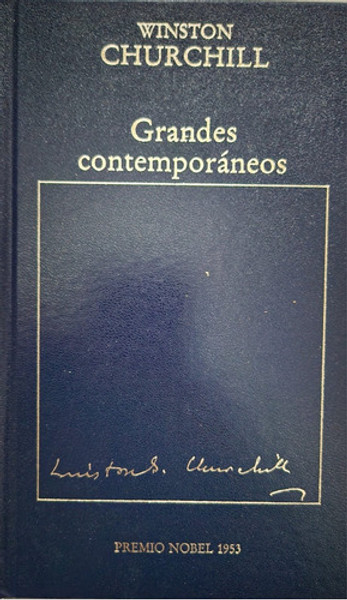 WINSTON
CHURCHILL
Grandes
contemporáneos
Winston S. Churchill
PREMIO NOBEL 1953